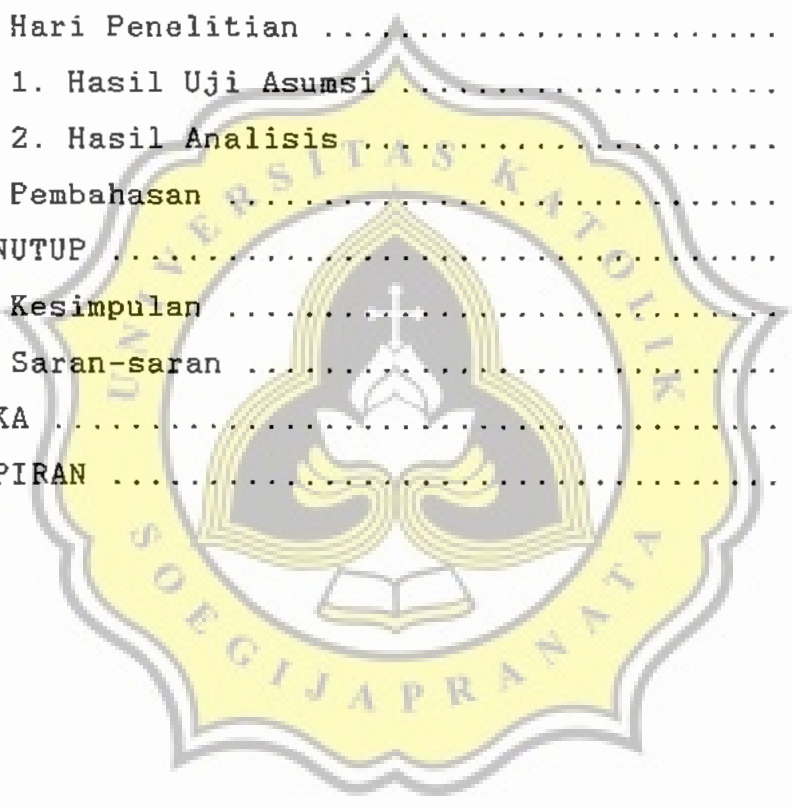 Hari Penelitian ......................
1. Hasil Uji Asumsi ..................
2. Hasil Analisis ....................
Pembahasan ...........................
NUTUP ................................
Kesimpulan ...........................
Saran-saran ..........................
KA ...................................
PIRAN ................................
UNIVERSITAS KATOLIK
SOEGIJAPRANATA